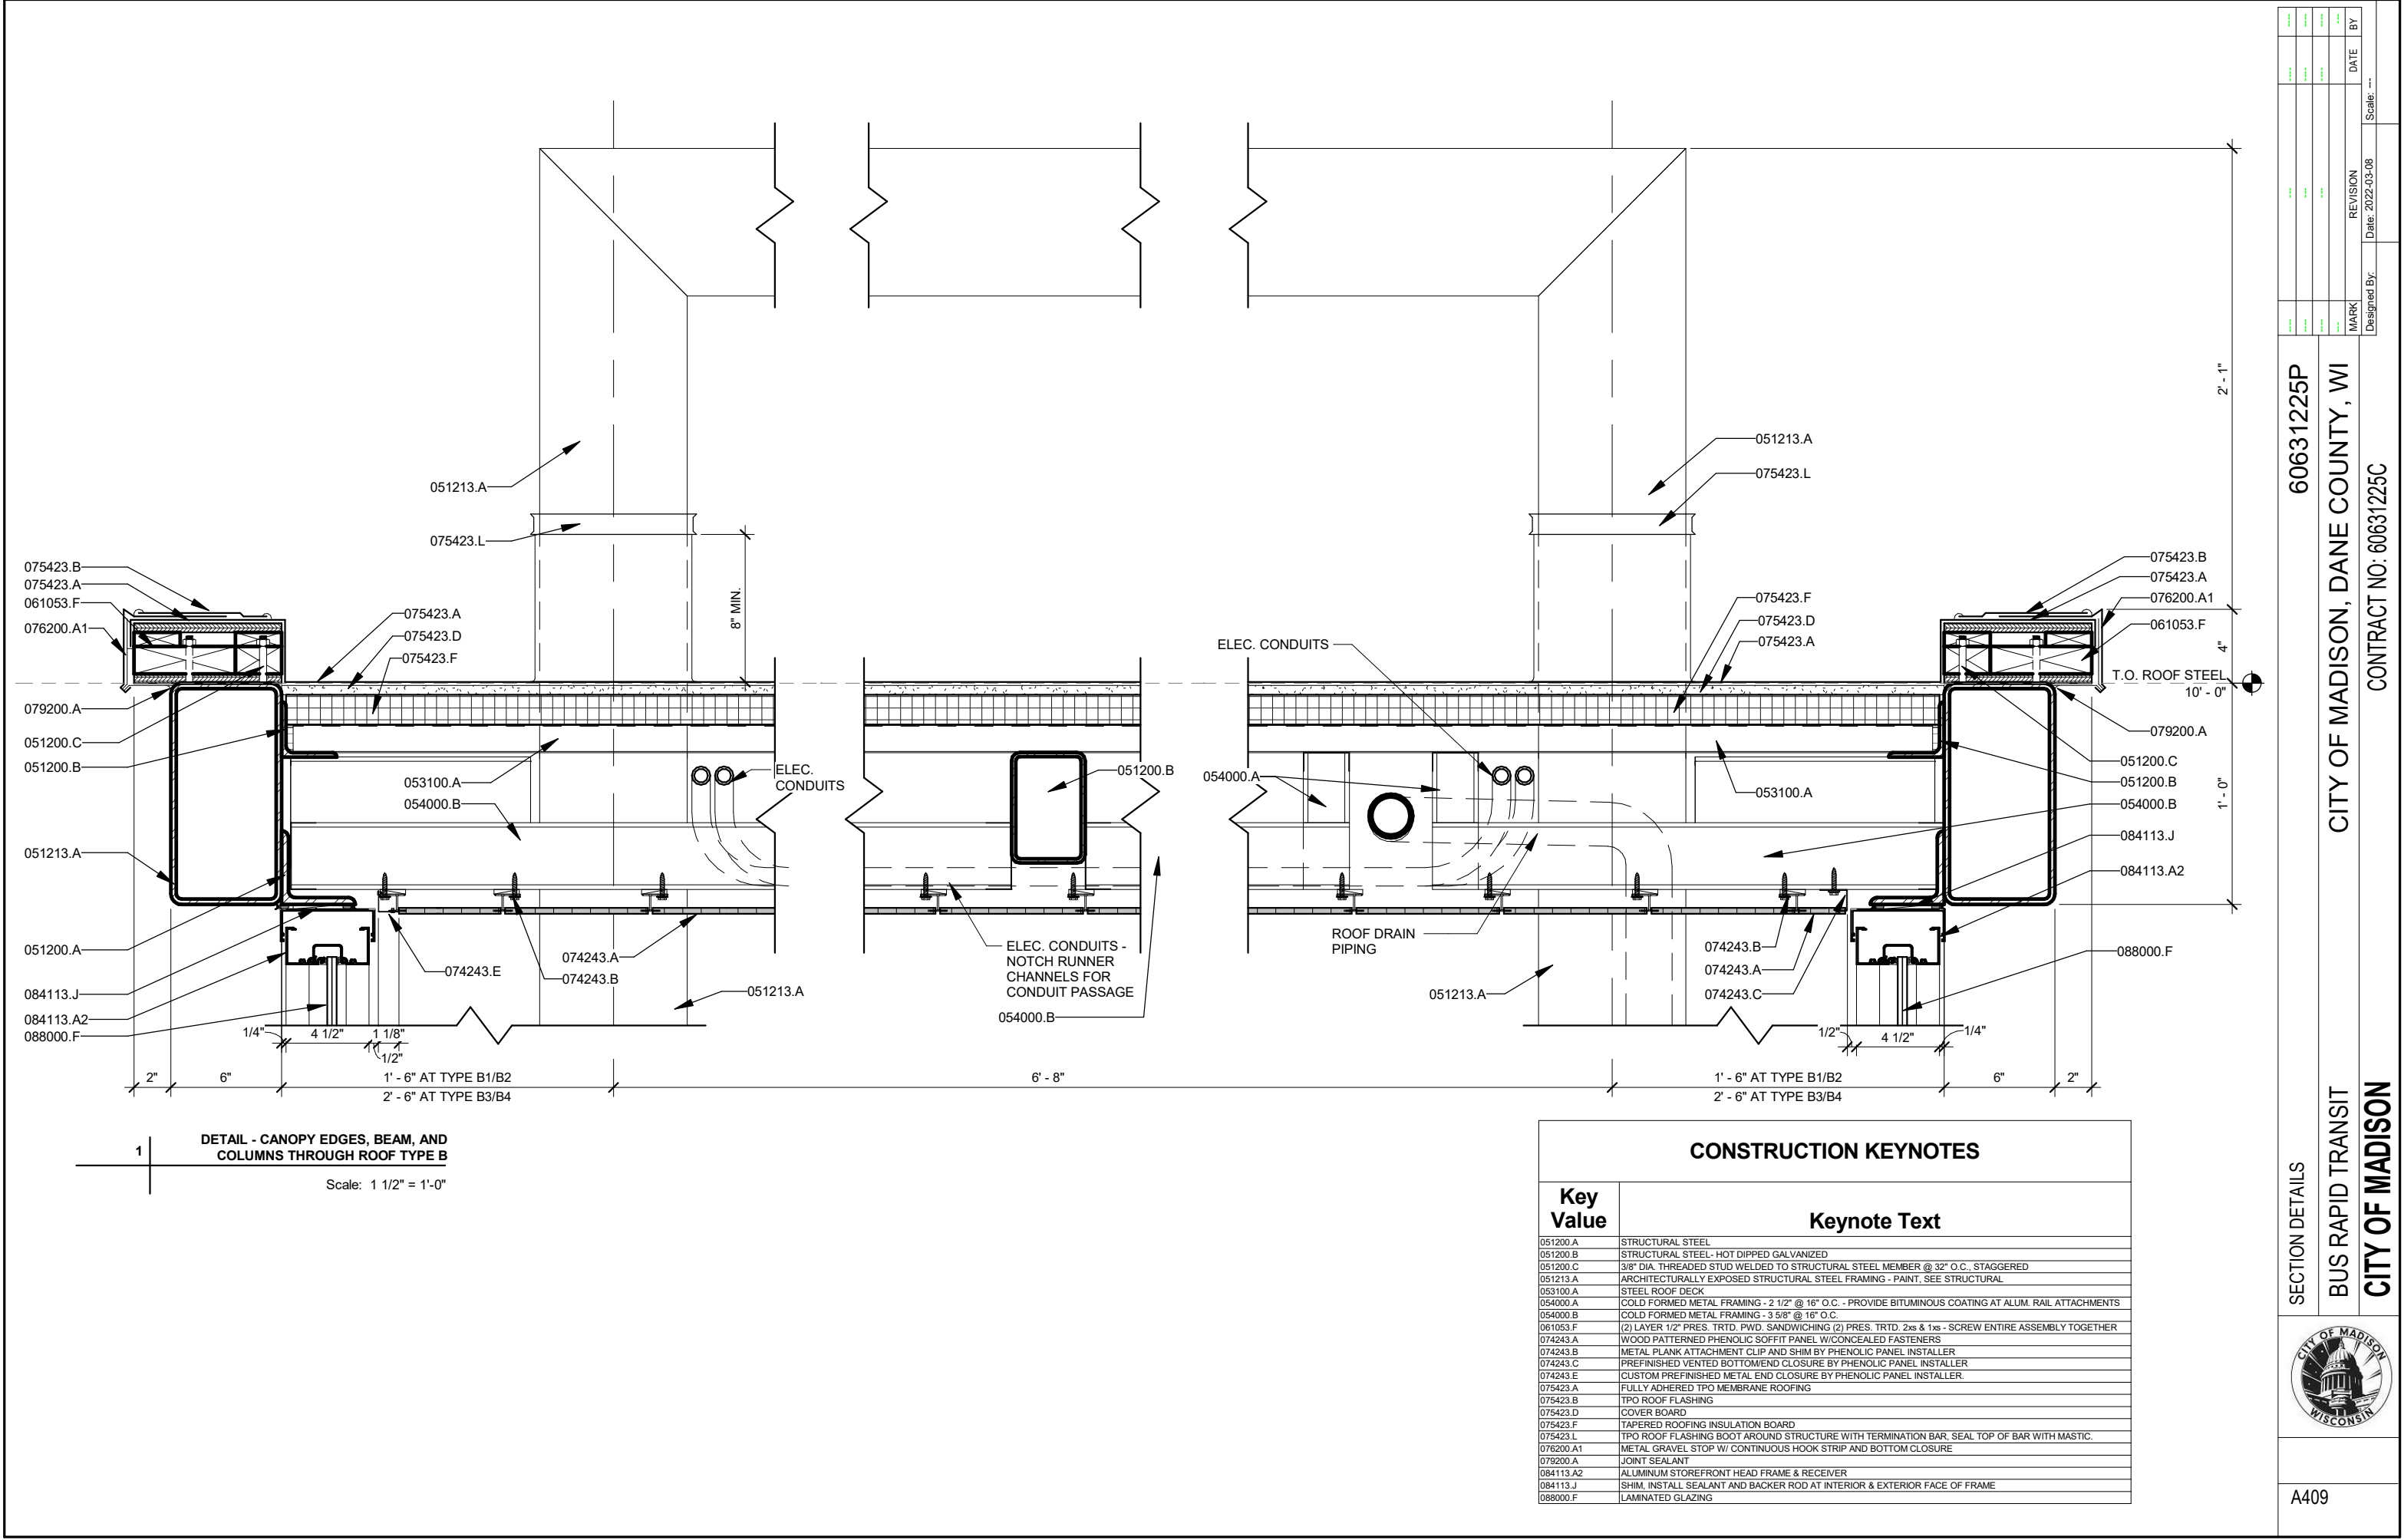 051213.A
075423.L
8" MIN.
075423.B
075423.A
061053.F
076200.A1
075423.A
075423.D
075423.F
079200.A
051200.C
051200.B
053100.A
054000.B
ELEC.
CONDUITS
051213.A
051200.A
084113.J
084113.A2
088000.F
074243.E
074243.A
074243.B
051213.A
1/4"
4 1/2"
1 1/8"
1/2"
051200.B
ELEC. CONDUITS -
NOTCH RUNNER
CHANNELS FOR
CONDUIT PASSAGE
054000.B
051213.A
075423.L
ELEC. CONDUITS
075423.F
075423.D
075423.A
054000.A
053100.A
ROOF DRAIN
PIPING
051213.A
074243.B
074243.A
074243.C
075423.B
075423.A
076200.A1
061053.F
T.O. ROOF STEEL
10' - 0"
079200.A
051200.C
051200.B
054000.B
084113.J
084113.A2
088000.F
2' - 1"
4"
1' - 0"
1/2"
4 1/2"
1/4"
2"
6"
1' - 6" AT TYPE B1/B2
2' - 6" AT TYPE B3/B4
6' - 8"
1' - 6" AT TYPE B1/B2
2' - 6" AT TYPE B3/B4
6"
2"
1
DETAIL - CANOPY EDGES, BEAM, AND
COLUMNS THROUGH ROOF TYPE B
Scale: 1 1/2" = 1'-0"
CONSTRUCTION KEYNOTES
Key
Value
Keynote Text
051200.A STRUCTURAL STEEL
051200.B STRUCTURAL STEEL- HOT DIPPED GALVANIZED
051200.C 3/8" DIA. THREADED STUD WELDED TO STRUCTURAL STEEL MEMBER @ 32" O.C., STAGGERED
051213.A ARCHITECTURALLY EXPOSED STRUCTURAL STEEL FRAMING - PAINT, SEE STRUCTURAL
053100.A STEEL ROOF DECK
054000.A COLD FORMED METAL FRAMING - 2 1/2" @ 16" O.C. - PROVIDE BITUMINOUS COATING AT ALUM. RAIL ATTACHMENTS
054000.B COLD FORMED METAL FRAMING - 3 5/8" @ 16" O.C.
061053.F (2) LAYER 1/2" PRES. TRTD. PWD. SANDWICHING (2) PRES. TRTD. 2xs & 1xs - SCREW ENTIRE ASSEMBLY TOGETHER
074243.A WOOD PATTERNED PHENOLIC SOFFIT PANEL W/CONCEALED FASTENERS
074243.B METAL PLANK ATTACHMENT CLIP AND SHIM BY PHENOLIC PANEL INSTALLER
074243.C PREFINISHED VENTED BOTTOM/END CLOSURE BY PHENOLIC PANEL INSTALLER
074243.E CUSTOM PREFINISHED METAL END CLOSURE BY PHENOLIC PANEL INSTALLER.
075423.A FULLY ADHERED TPO MEMBRANE ROOFING
075423.B TPO ROOF FLASHING
075423.D COVER BOARD
075423.F TAPERED ROOFING INSULATION BOARD
075423.L TPO ROOF FLASHING BOOT AROUND STRUCTURE WITH TERMINATION BAR, SEAL TOP OF BAR WITH MASTIC.
076200.A1 METAL GRAVEL STOP W/ CONTINUOUS HOOK STRIP AND BOTTOM CLOSURE
079200.A JOINT SEALANT
084113.A2 ALUMINUM STOREFRONT HEAD FRAME & RECEIVER
084113.J SHIM, INSTALL SEALANT AND BACKER ROD AT INTERIOR & EXTERIOR FACE OF FRAME
088000.F LAMINATED GLAZING
MARK REVISION DATE BY
Designed By: Date: 2022-03-08 Scale: ---
60631225P
CITY OF MADISON, DANE COUNTY, WI
CONTRACT NO: 60631225C
SECTION DETAILS
BUS RAPID TRANSIT
CITY OF MADISON
CITY OF MADISON
WISCONSIN
A409